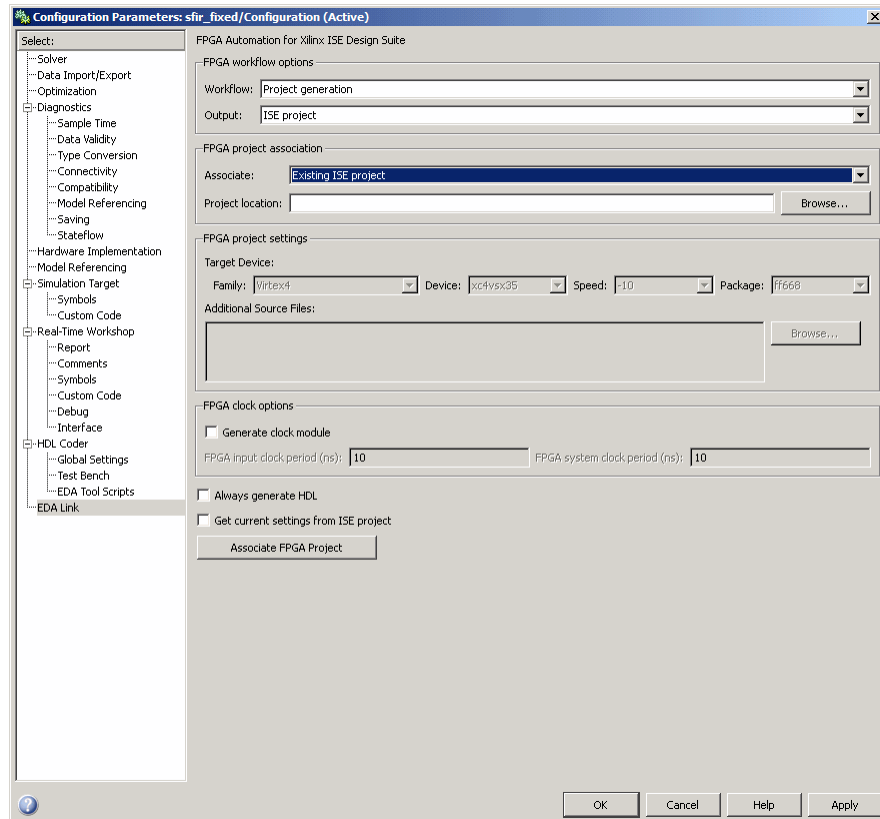 Configuration Parameters: sfir_fixed/Configuration (Active)
Select:
Solver
Data Import/Export
Optimization
Diagnostics
Sample Time
Data Validity
Type Conversion
Connectivity
Compatibility
Model Referencing
Saving
Stateflow
Hardware Implementation
Model Referencing
Simulation Target
Symbols
Custom Code
Real-Time Workshop
Report
Comments
Symbols
Custom Code
Debug
Interface
HDL Coder
Global Settings
Test Bench
EDA Tool Scripts
EDA Link
FPGA Automation for Xilinx ISE Design Suite
FPGA workflow options
Workflow: Project generation
Output: ISE project
FPGA project association
Associate: Existing ISE project
Project location: Browse...
FPGA project settings
Target Device:
Family: Virtex4 Device: xc4vsx35 Speed: -10 Package: ff668
Additional Source Files:
Browse...
FPGA clock options
Generate clock module
FPGA input clock period (ns): 10 FPGA system clock period (ns): 10
Always generate HDL
Get current settings from ISE project
Associate FPGA Project
OK Cancel Help Apply